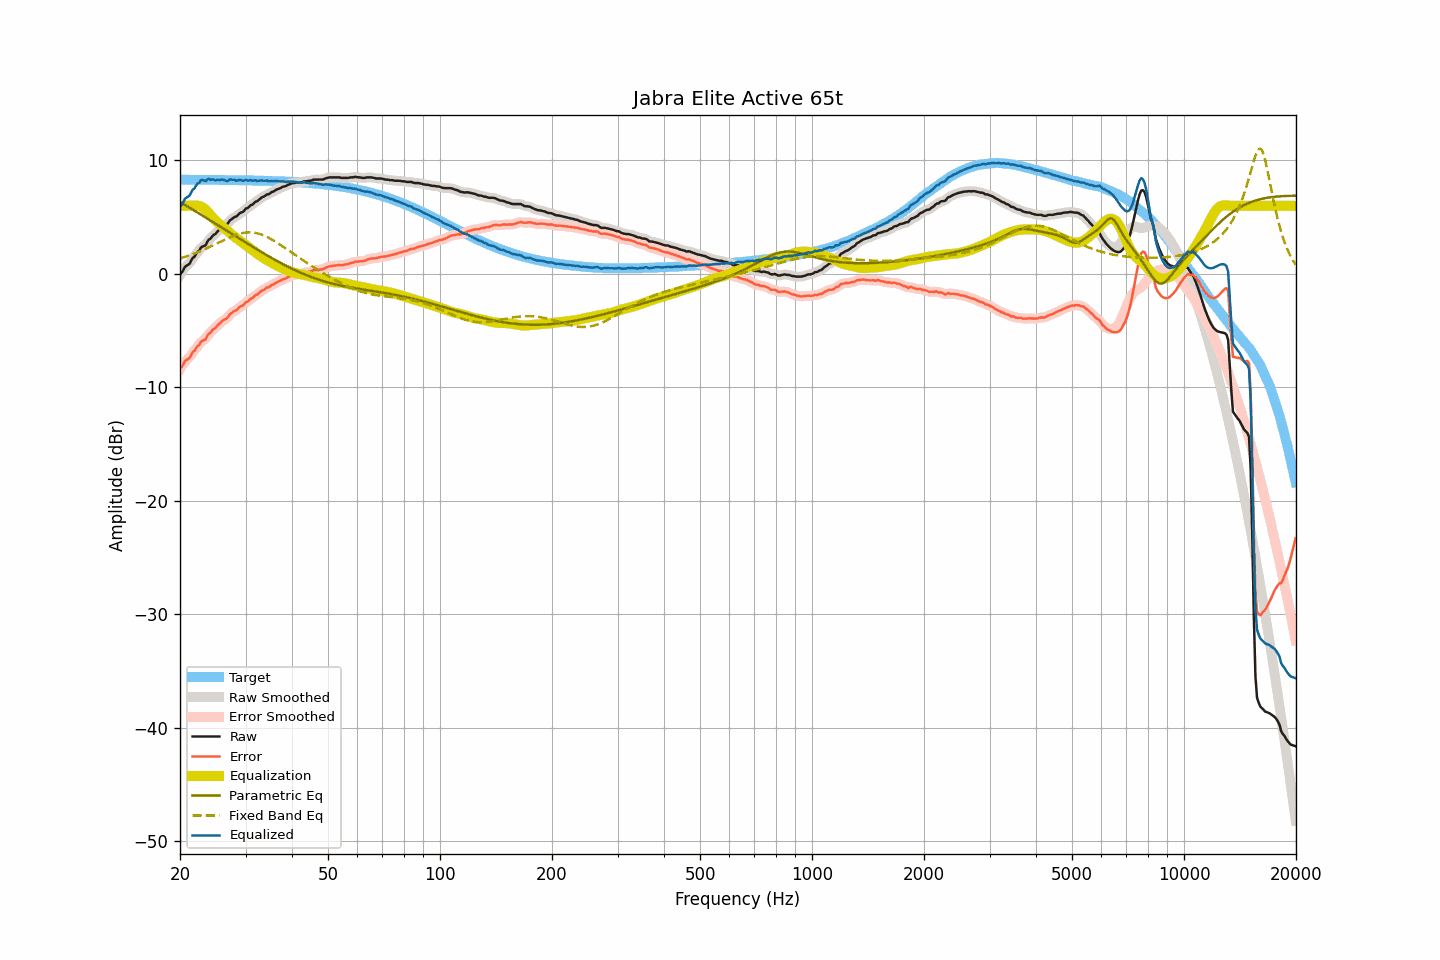 Jabra Elite Active 65t
10
0
−10
−20
−30
−40
−50
Amplitude (dBr)
Target
Raw Smoothed
Error Smoothed
Raw
Error
Equalization
Parametric Eq
Fixed Band Eq
Equalized
20 50 100 200 500 1000 2000 5000 10000 20000
Frequency (Hz)